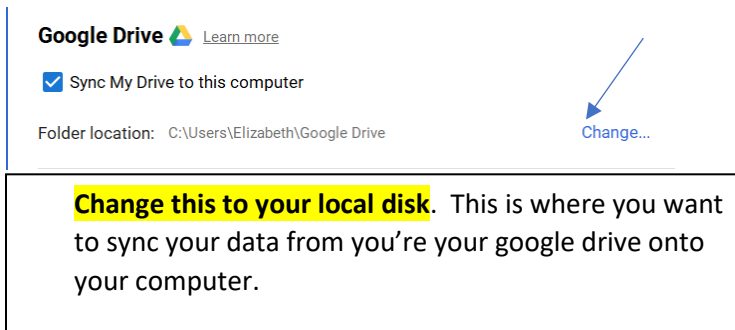 Google Drive Learn more
Sync My Drive to this computer
Folder location: C:\Users\Elizabeth\Google Drive Change...
Change this to your local disk. This is where you want
to sync your data from you’re your google drive onto
your computer.